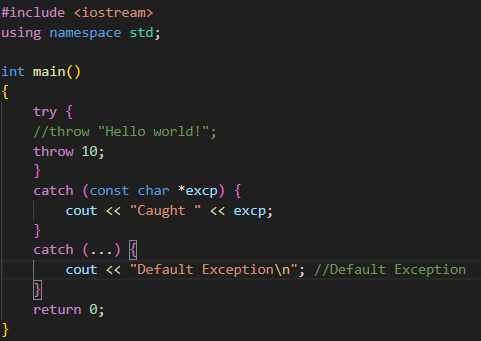 #include <iostream>
using namespace std;

int main()
{
    try {
    //throw "Hello world!";
    throw 10;
    }
    catch (const char *excp) {
        cout << "Caught " << excp;
    }
    catch (...) {
        cout << "Default Exception\n"; //Default Exception
    }
    return 0;
}